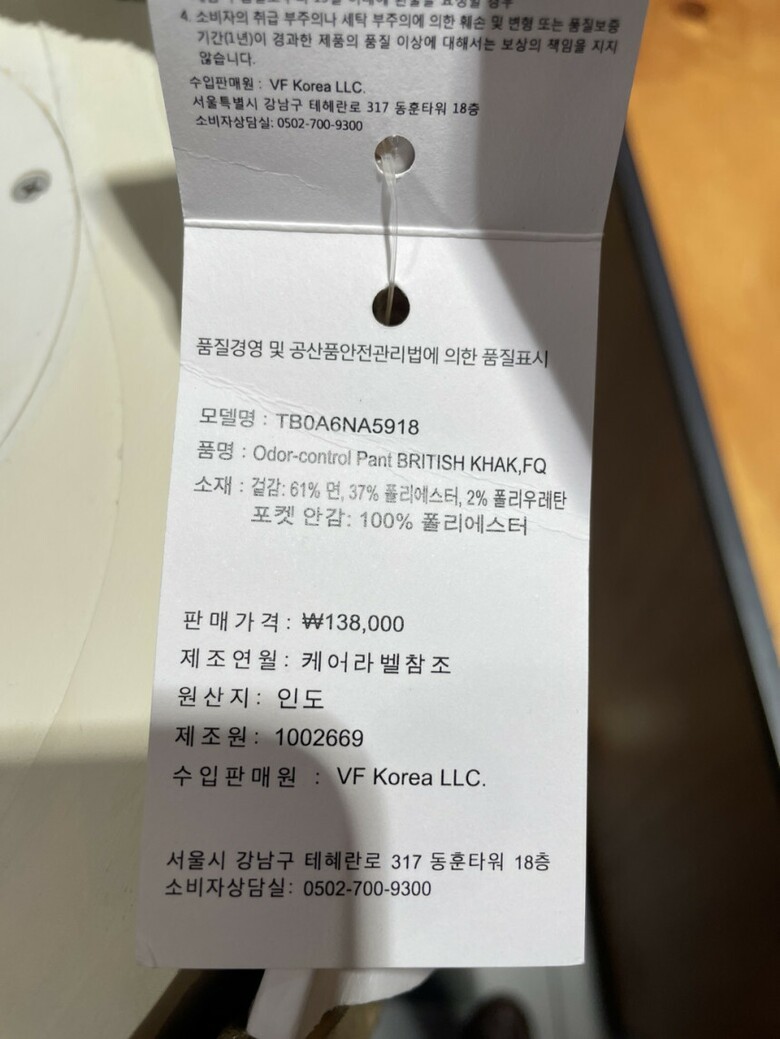 4. 소비자의 취급 부주의나 세탁 부주의에 의한 훼손 및 변형 또는 품질보증
기간(1년)이 경과한 제품의 품질 이상에 대해서는 보상의 책임을 지지
않습니다.
수입판매원 : VF Korea LLC.
서울특별시 강남구 테헤란로 317 동훈타워 18층
소비자상담실: 0502-700-9300
품질경영 및 공산품안전관리법에 의한 품질표시
모델명 : TB0A6NA5918
품명 : Odor-control Pant BRITISH KHAK,FQ
소재 : 겉감: 61% 면, 37% 폴리에스터, 2% 폴리우레탄
포켓 안감: 100% 폴리에스터
판매가격: ₩138,000
제조연월: 케어라벨참조
원산지: 인도
제조원: 1002669
수입판매원 : VF Korea LLC.
서울시 강남구 테헤란로 317 동훈타워 18층
소비자상담실: 0502-700-9300